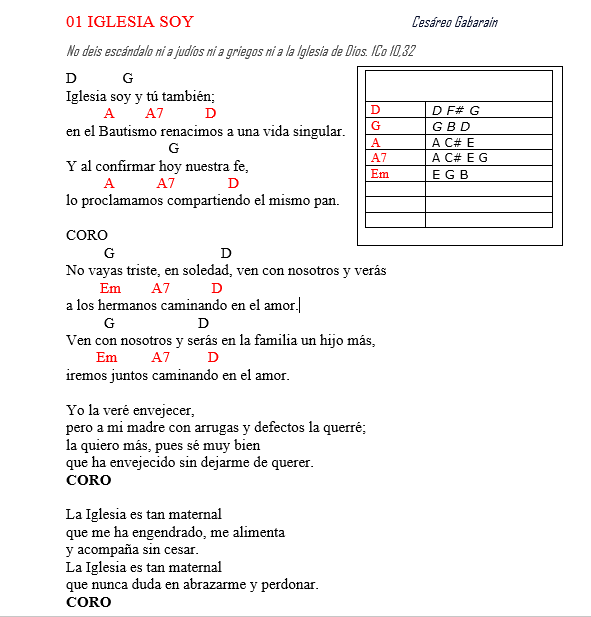 01 IGLESIA SOY Cesáreo Gabarain
No deis escándalo ni a judíos ni a griegos ni a la Iglesia de Dios. 1Co 10,32
D G
Iglesia soy y tú también;
A A7 D
en el Bautismo renacimos a una vida singular.
G
Y al confirmar hoy nuestra fe,
A A7 D
lo proclamamos compartiendo el mismo pan.
D D F# G
G G B D
A A C# E
A7 A C# E G
Em E G B
CORO
G D
No vayas triste, en soledad, ven con nosotros y verás
Em A7 D
a los hermanos caminando en el amor.
G D
Ven con nosotros y serás en la familia un hijo más,
Em A7 D
iremos juntos caminando en el amor.
Yo la veré envejecer,
pero a mi madre con arrugas y defectos la querré;
la quiero más, pues sé muy bien
que ha envejecido sin dejarme de querer.
CORO
La Iglesia es tan maternal
que me ha engendrado, me alimenta
y acompaña sin cesar.
La Iglesia es tan maternal
que nunca duda en abrazarme y perdonar.
CORO